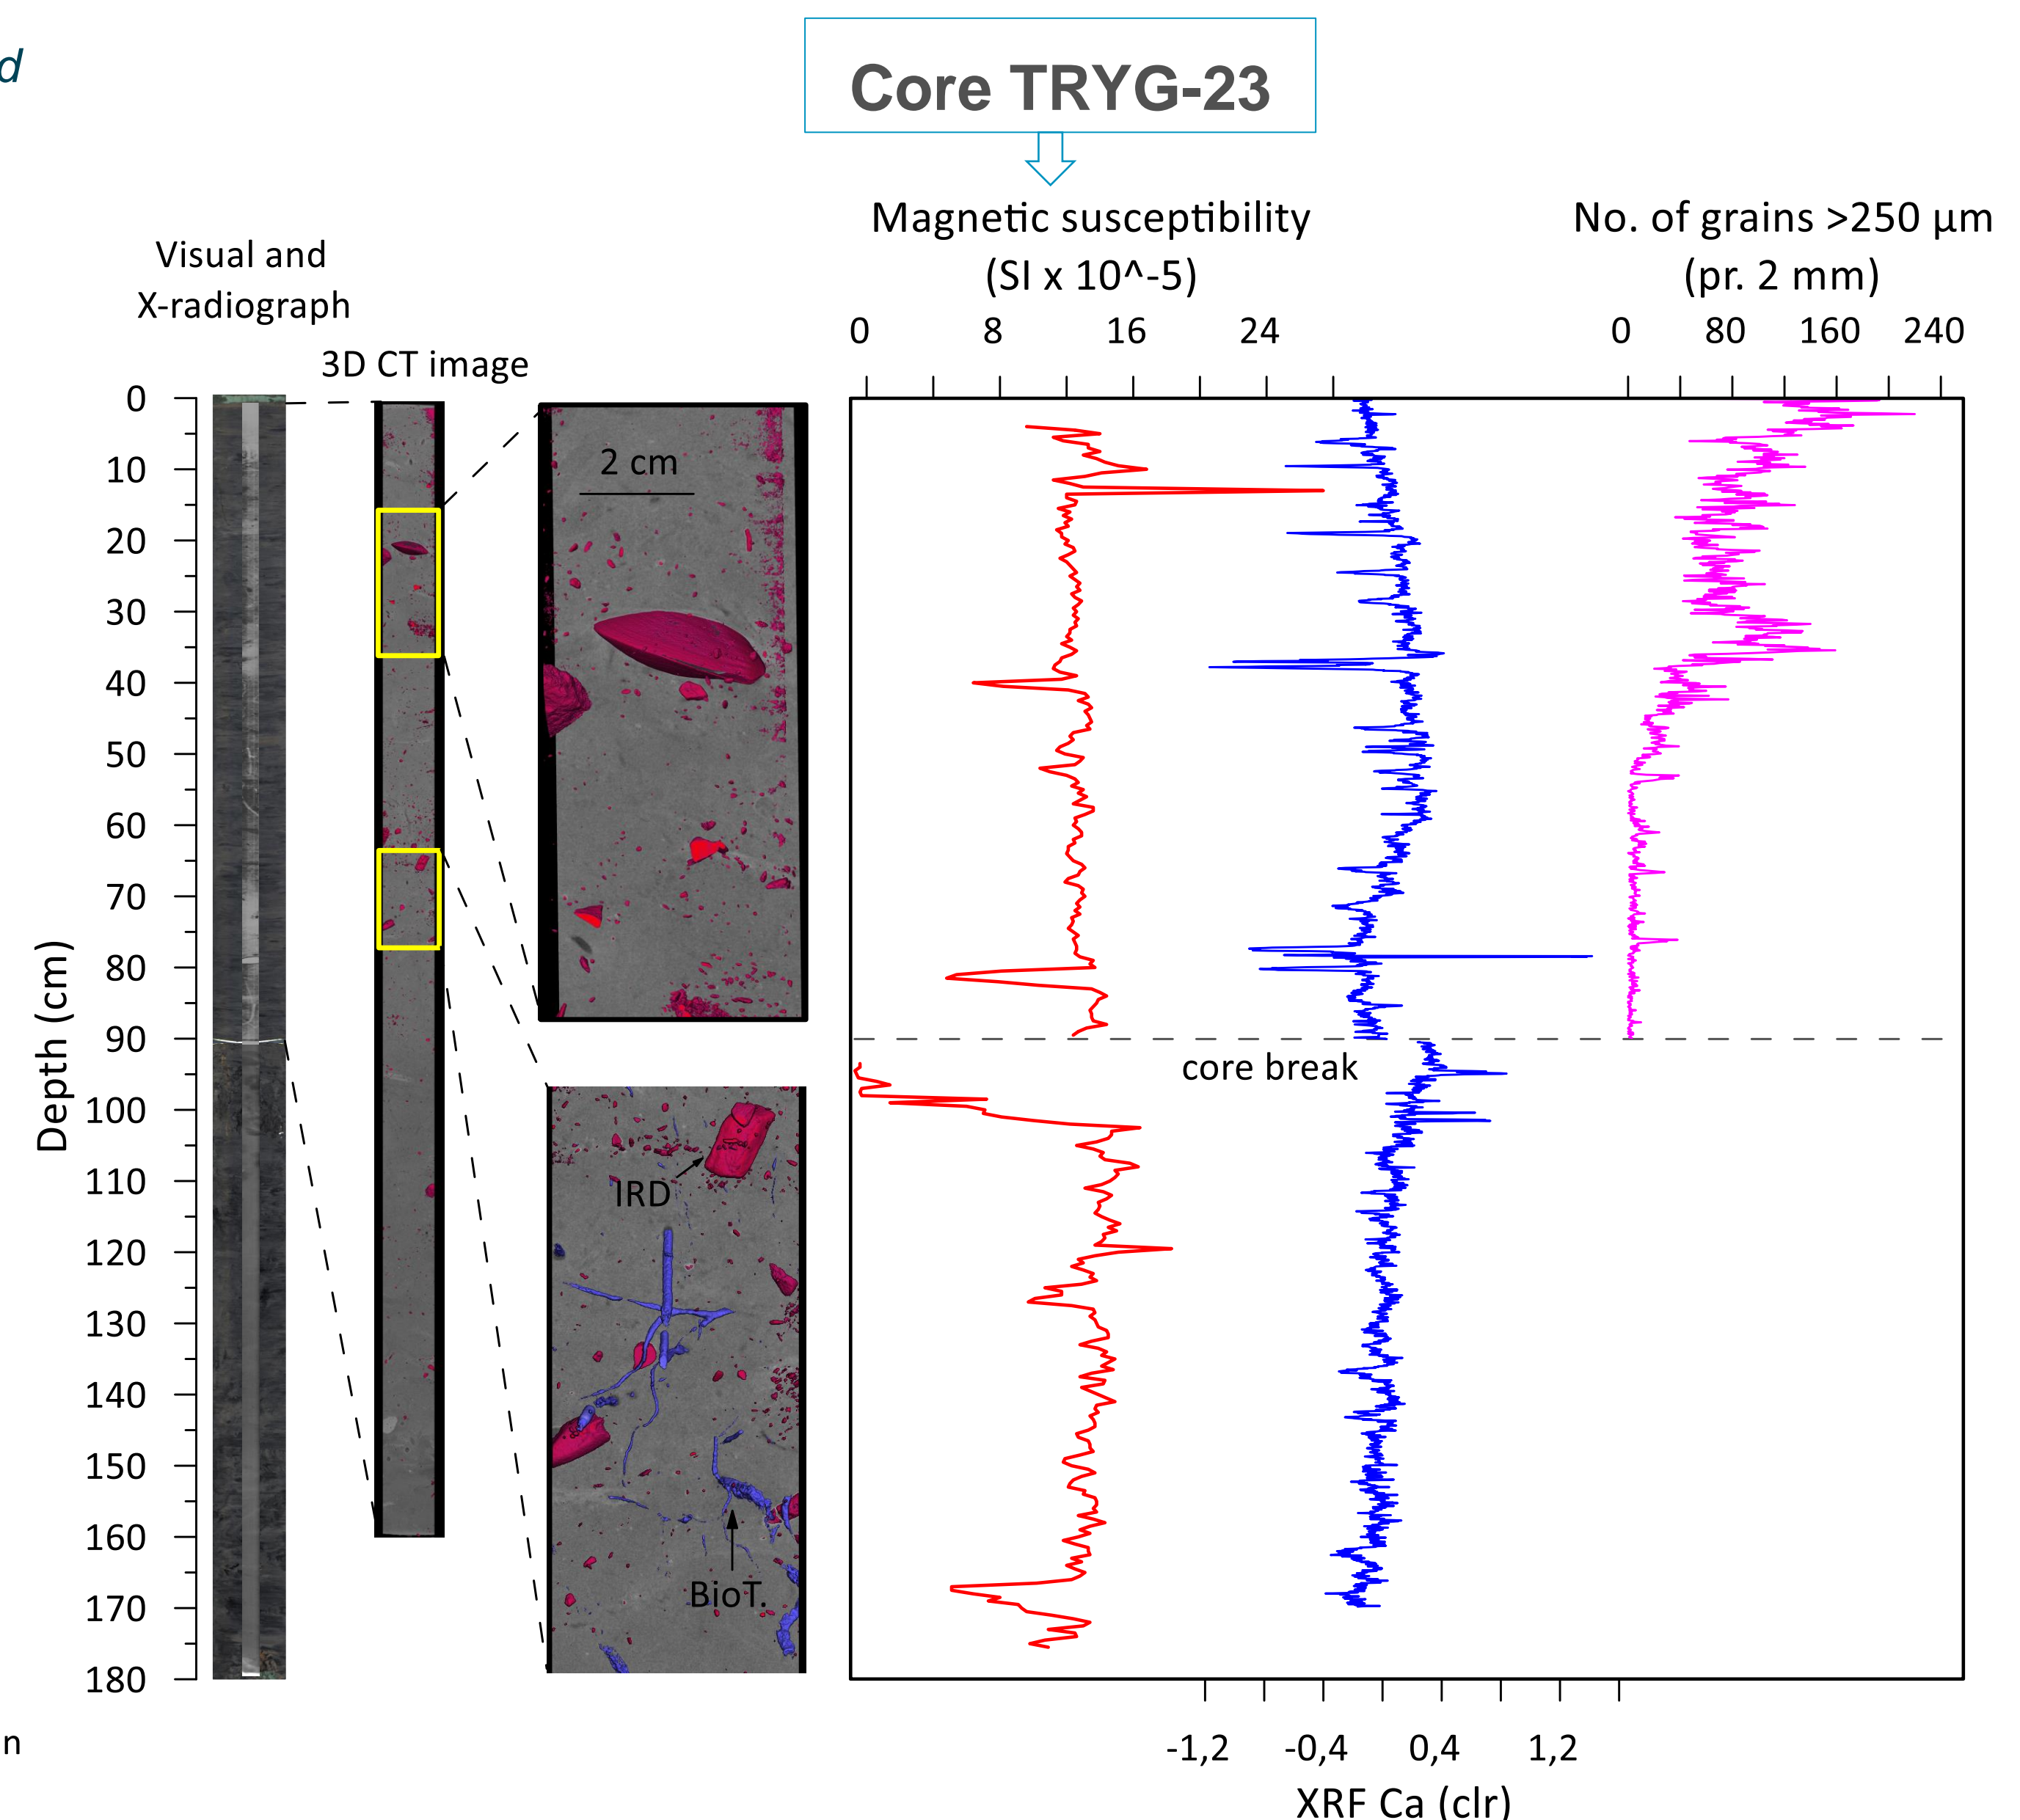 d
Core TRYG-23
Visual and
X-radiograph
3D CT image
Magnetic susceptibility
(SI x 10^-5)
0 8 16 24
No. of grains >250 µm
(pr. 2 mm)
0 80 160 240
Depth (cm)
0
10
20
30
40
50
60
70
80
90
100
110
120
130
140
150
160
170
180
2 cm
IRD
BioT.
core break
-1,2 -0,4 0,4 1,2
XRF Ca (clr)
n